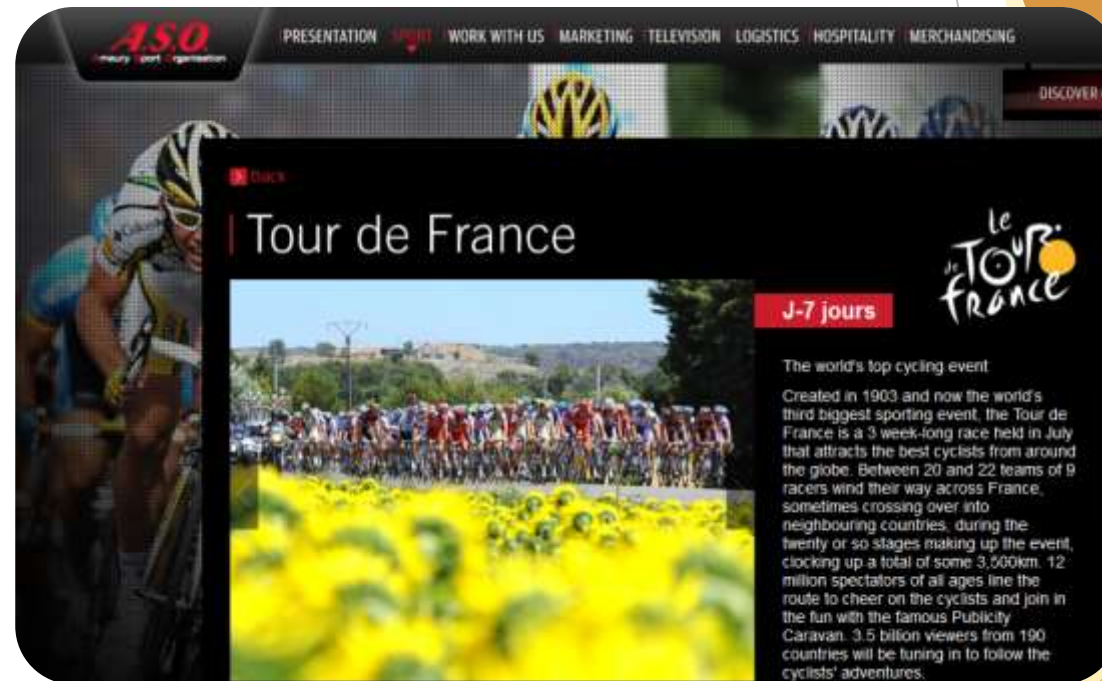 A.S.O.
Amaury Sport Organisation
PRESENTATION SPORT WORK WITH US MARKETING TELEVISION LOGISTICS HOSPITALITY MERCHANDISING
DISCOVER
back
Tour de France
le
TOUR
de
france
J-7 jours
The world's top cycling event
Created in 1903 and now the world's
third biggest sporting event, the Tour de
France is a 3 week-long race held in July
that attracts the best cyclists from around
the globe. Between 20 and 22 teams of 9
racers wind their way across France,
sometimes crossing over into
neighbouring countries, during the
twenty or so stages making up the event,
clocking up a total of some 3,500km. 12
million spectators of all ages line the
route to cheer on the cyclists and join in
the fun with the famous Publicity
Caravan. 3.5 billion viewers from 190
countries will be tuning in to follow the
cyclists' adventures.